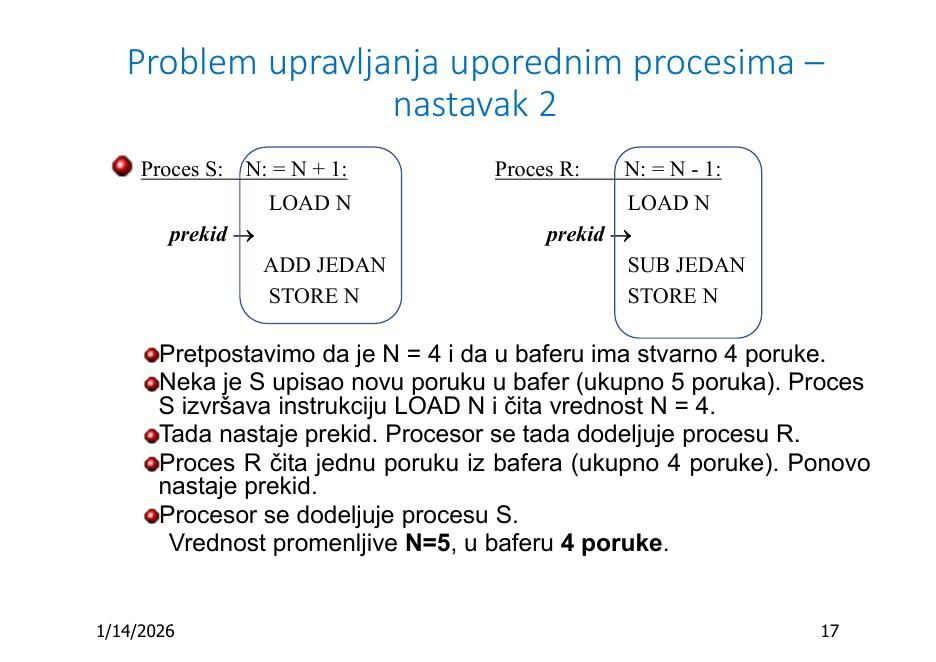 Problem upravljanja uporednim procesima –
nastavak 2
Proces S: N: = N + 1:
LOAD N
prekid →
ADD JEDAN
STORE N
Proces R: N: = N - 1:
LOAD N
prekid →
SUB JEDAN
STORE N
Pretpostavimo da je N = 4 i da u baferu ima stvarno 4 poruke.
Neka je S upisao novu poruku u bafer (ukupno 5 poruka). Proces
S izvršava instrukciju LOAD N i čita vrednost N = 4.
Tada nastaje prekid. Procesor se tada dodeljuje procesu R.
Proces R čita jednu poruku iz bafera (ukupno 4 poruke). Ponovo
nastaje prekid.
Procesor se dodeljuje procesu S.
Vrednost promenljive N=5, u baferu 4 poruke.
1/14/2026
17